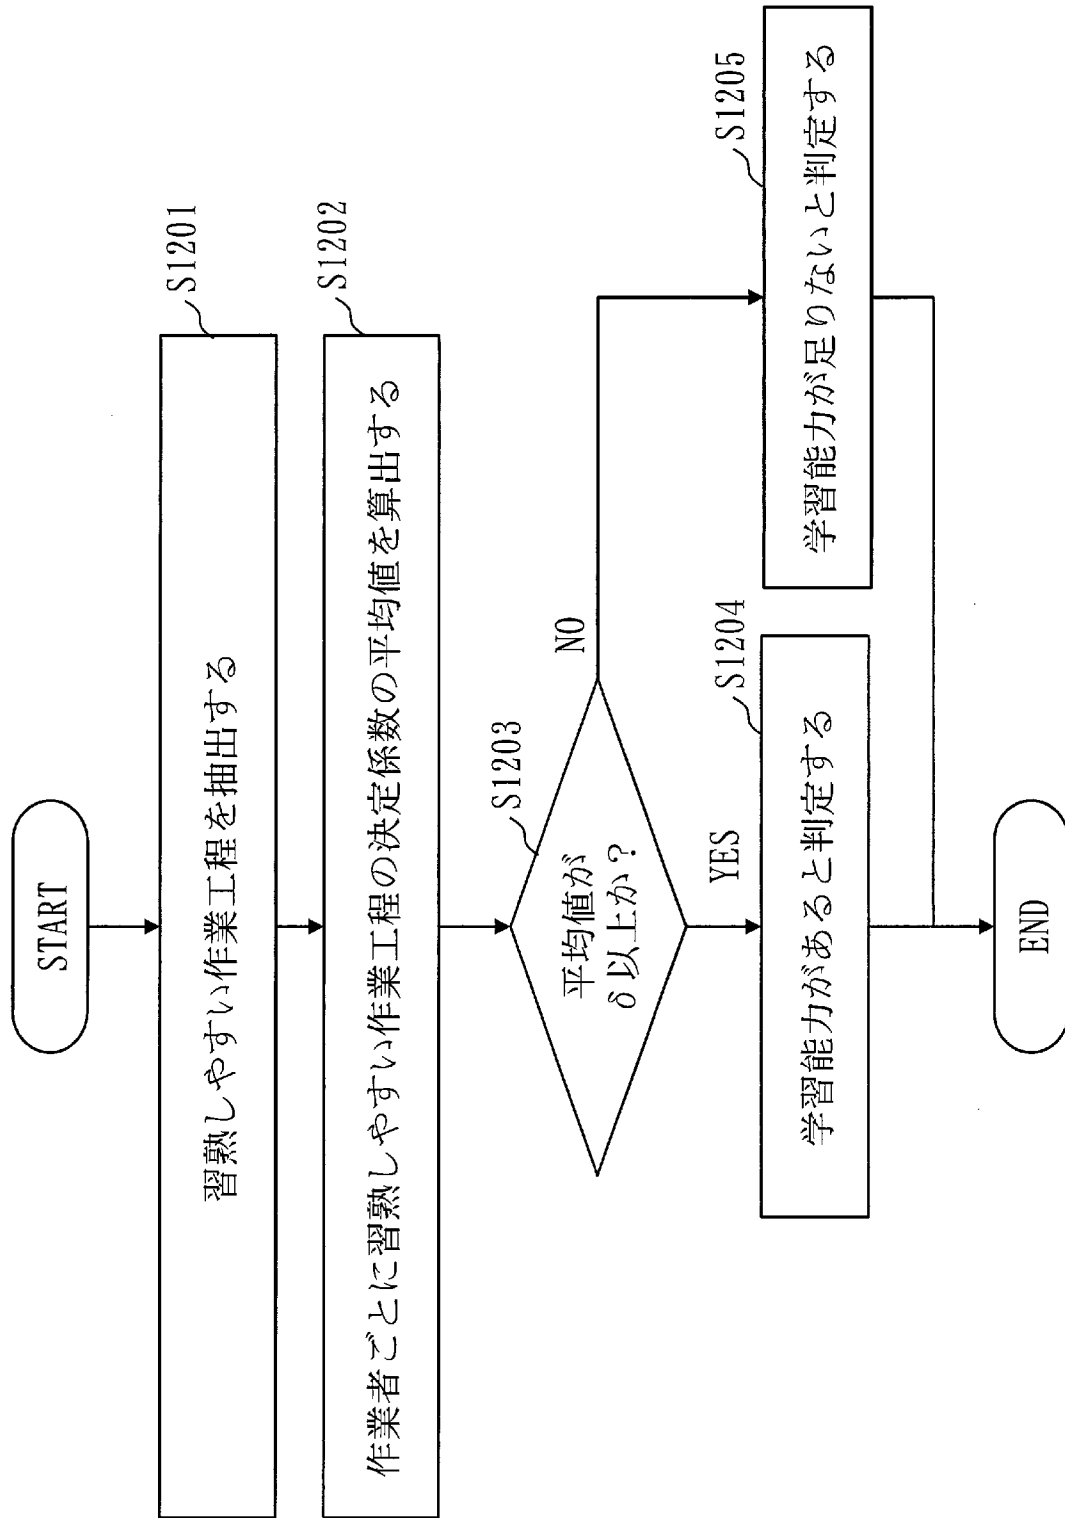 START
S1201
習熟しやすい作業工程を抽出する
S1202
作業者ごとに習熟しやすい作業工程の決定係数の平均値を算出する
S1203
平均値が
δ以上か？
NO
YES
S1204
学習能力があると判定する
S1205
学習能力が足りないと判定する
END